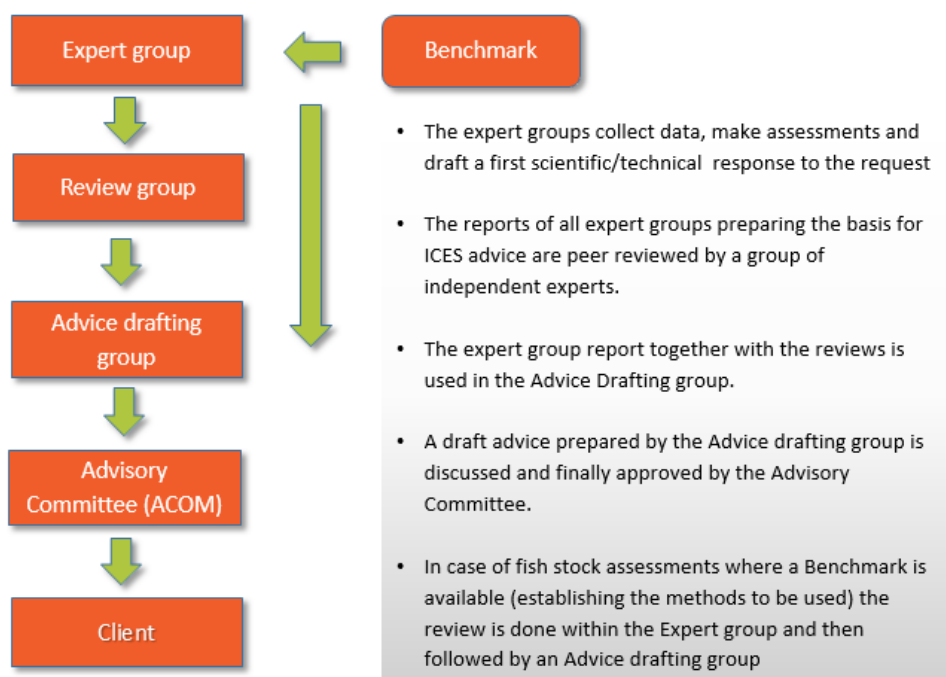 Expert group
Benchmark
Review group
Advice drafting
group
Advisory
Committee (ACOM)
Client
• The expert groups collect data, make assessments and
draft a first scientific/technical response to the request
• The reports of all expert groups preparing the basis for
ICES advice are peer reviewed by a group of
independent experts.
• The expert group report together with the reviews is
used in the Advice Drafting group.
• A draft advice prepared by the Advice drafting group is
discussed and finally approved by the Advisory
Committee.
• In case of fish stock assessments where a Benchmark is
available (establishing the methods to be used) the
review is done within the Expert group and then
followed by an Advice drafting group